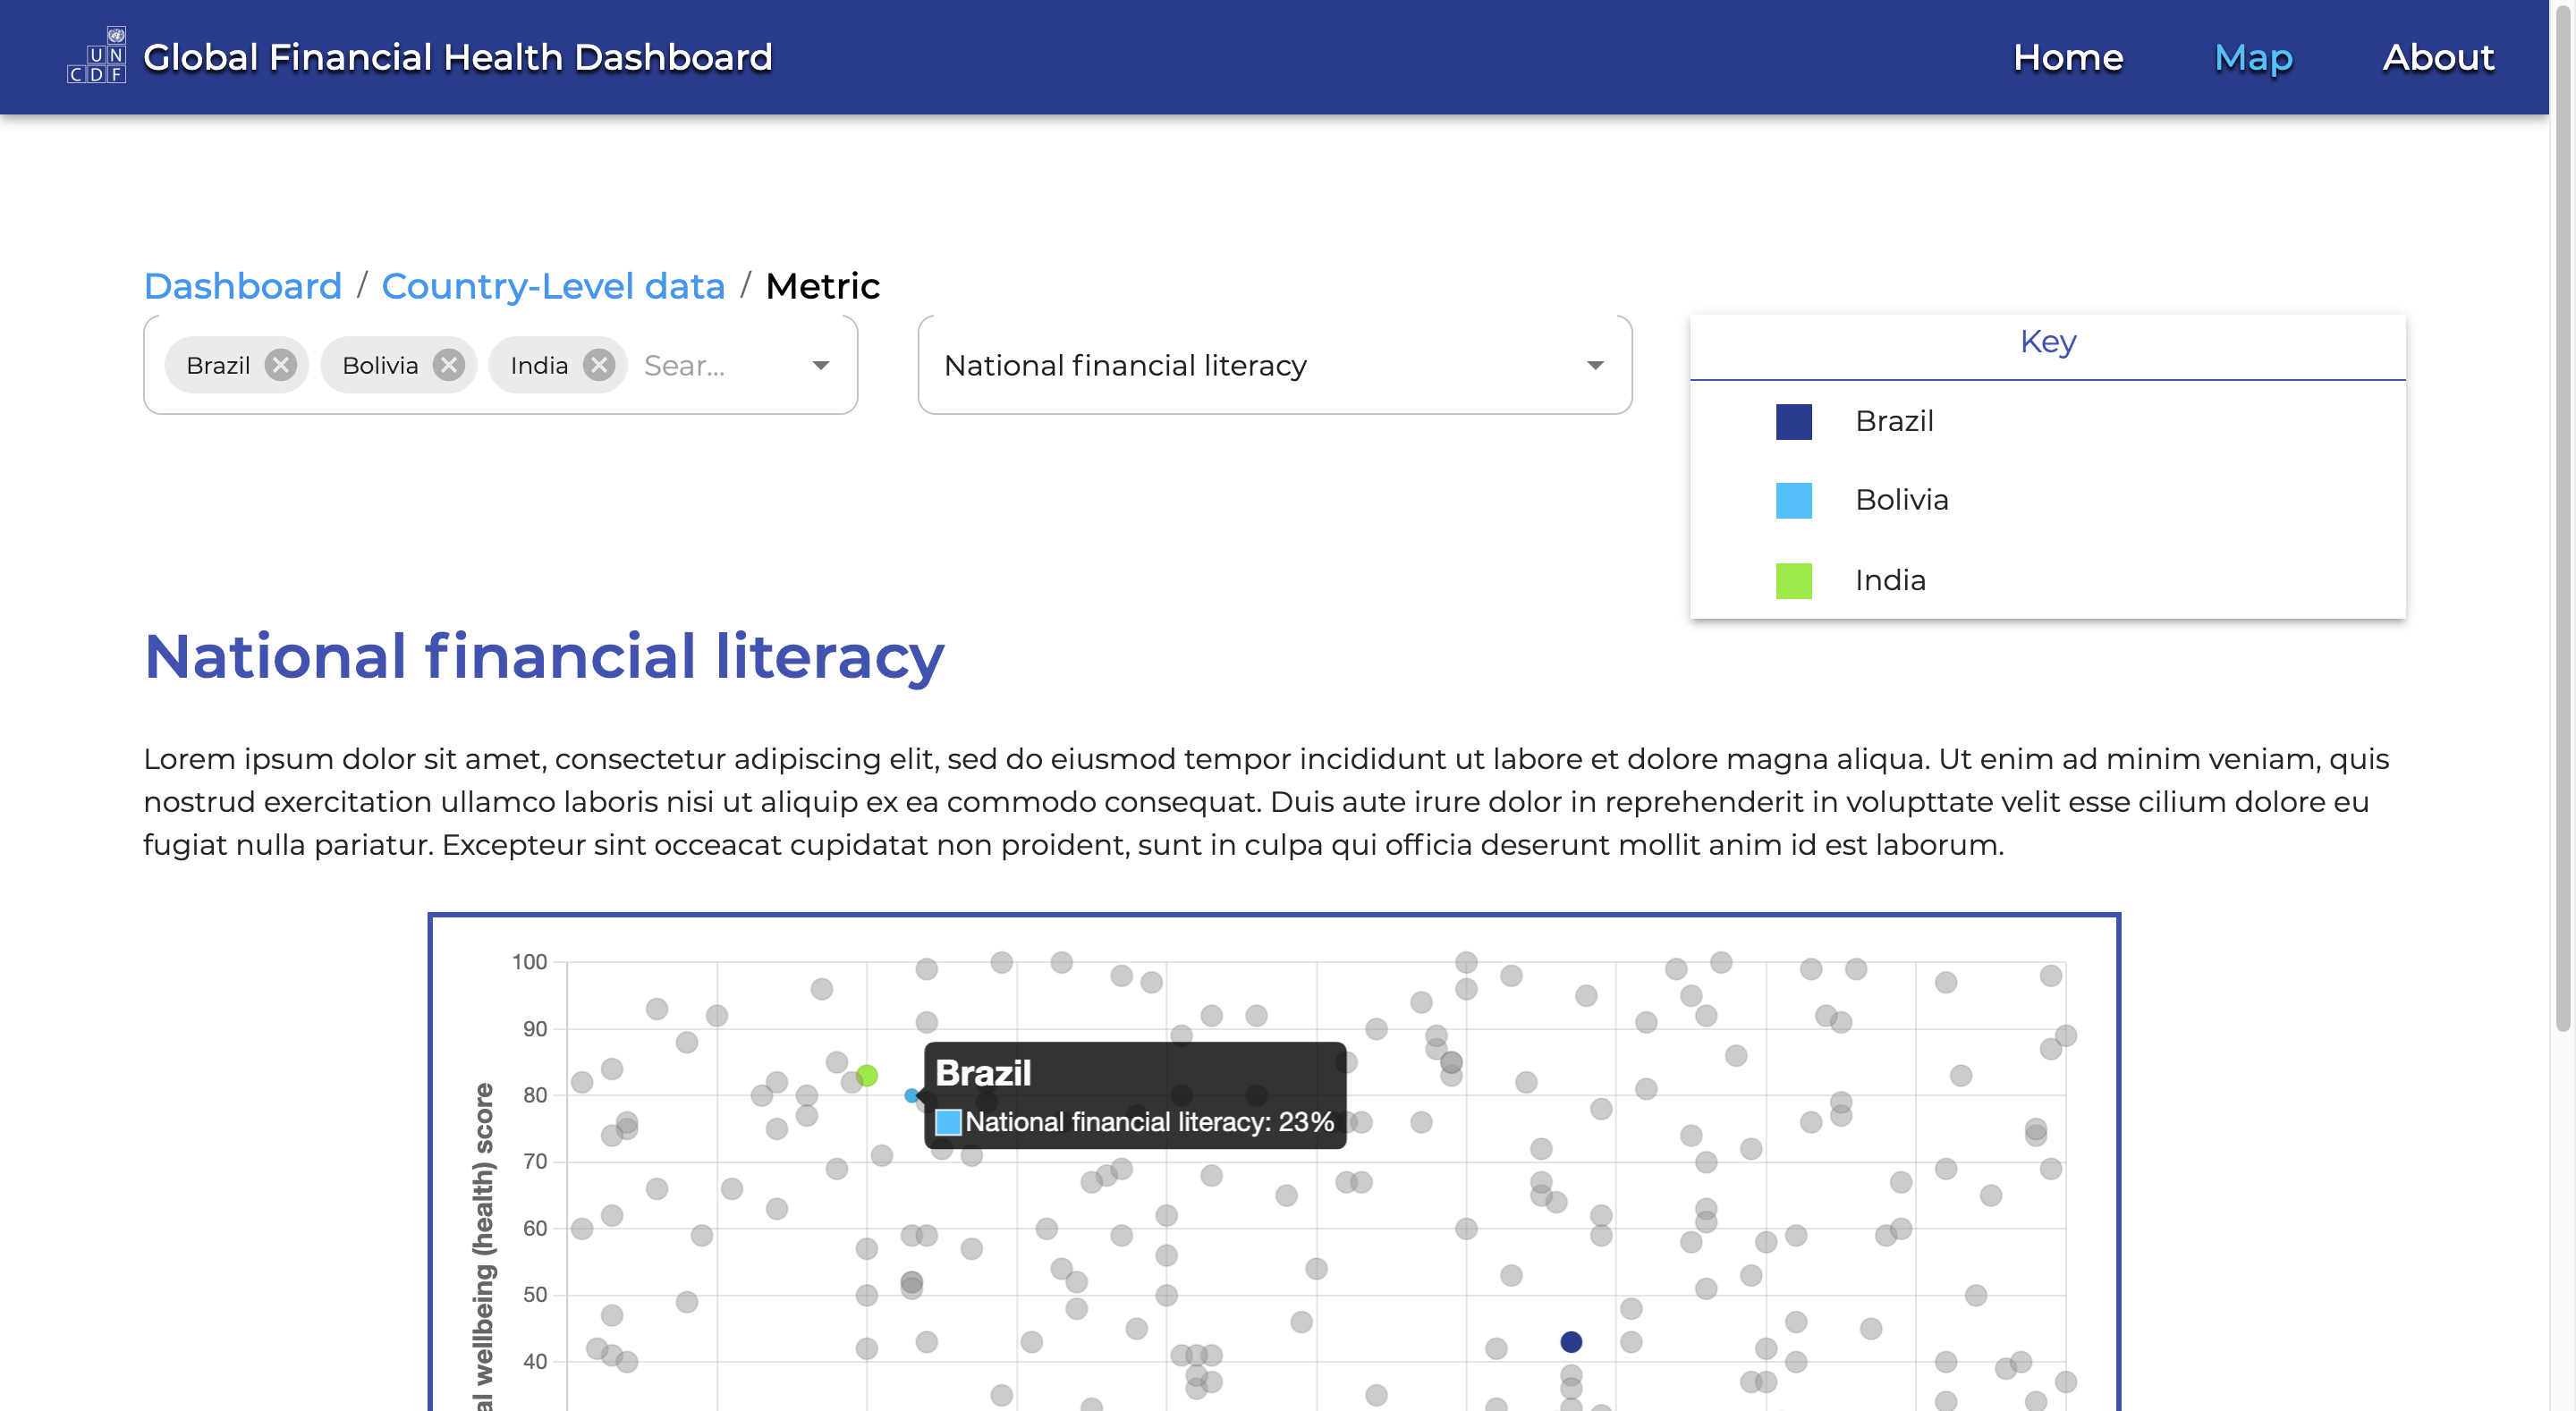 UN
CDF
Global Financial Health Dashboard
Home Map About
Dashboard / Country-Level data / Metric
Brazil Bolivia India Sear...
National financial literacy
Key
Brazil
Bolivia
India
National financial literacy
Lorem ipsum dolor sit amet, consectetur adipiscing elit, sed do eiusmod tempor incididunt ut labore et dolore magna aliqua. Ut enim ad minim veniam, quis
nostrud exercitation ullamco laboris nisi ut aliquip ex ea commodo consequat. Duis aute irure dolor in reprehenderit in volupttate velit esse cilium dolore eu
fugiat nulla pariatur. Excepteur sint occeacat cupidatat non proident, sunt in culpa qui officia deserunt mollit anim id est laborum.
100
90
80
70
60
50
40
al wellbeing (health) score
Brazil
National financial literacy: 23%